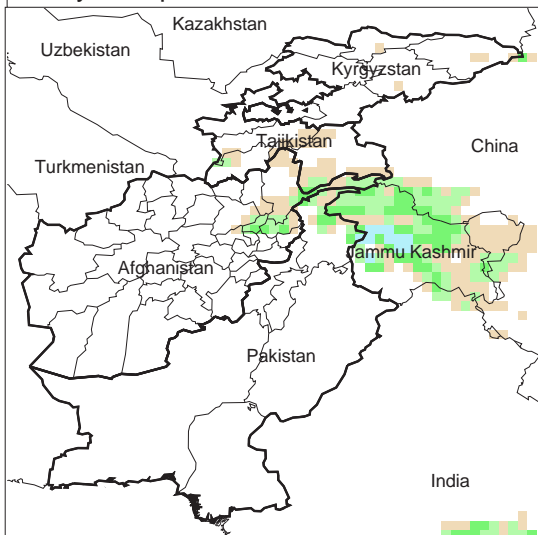 Kazakhstan
Uzbekistan
Kyrgyzstan
Tajikistan
China
Turkmenistan
Jammu Kashmir
Afghanistan
Pakistan
India